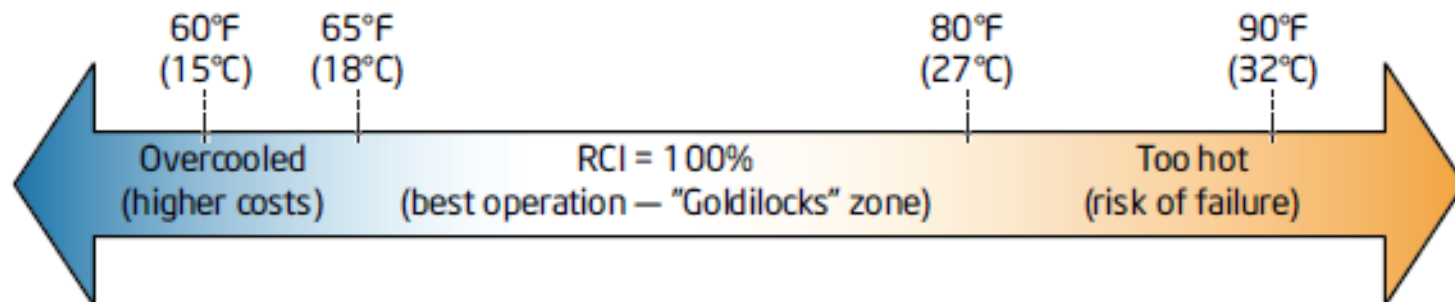 60°F 65°F 80°F 90°F
(15°C) (18°C) (27°C) (32°C)
Overcooled RCI = 100% Too hot
(higher costs) (best operation — "Goldilocks" zone) (risk of failure)